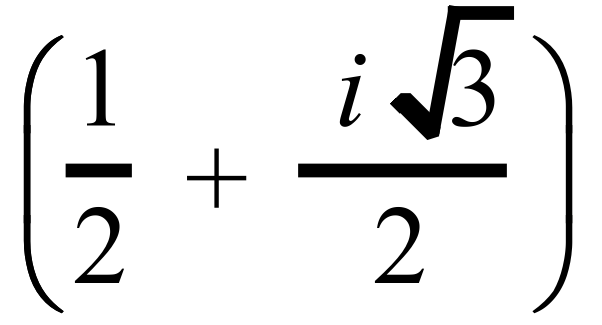 (1/2 + i√3/2)